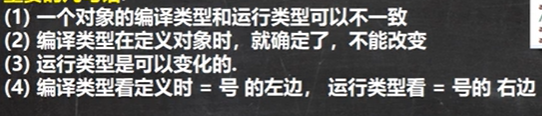 (1) 一个对象的编译类型和运行类型可以不一致
(2) 编译类型在定义对象时，就确定了，不能改变
(3) 运行类型是可以变化的.
(4) 编译类型看定义时 = 号 的左边， 运行类型看 = 号的 右边